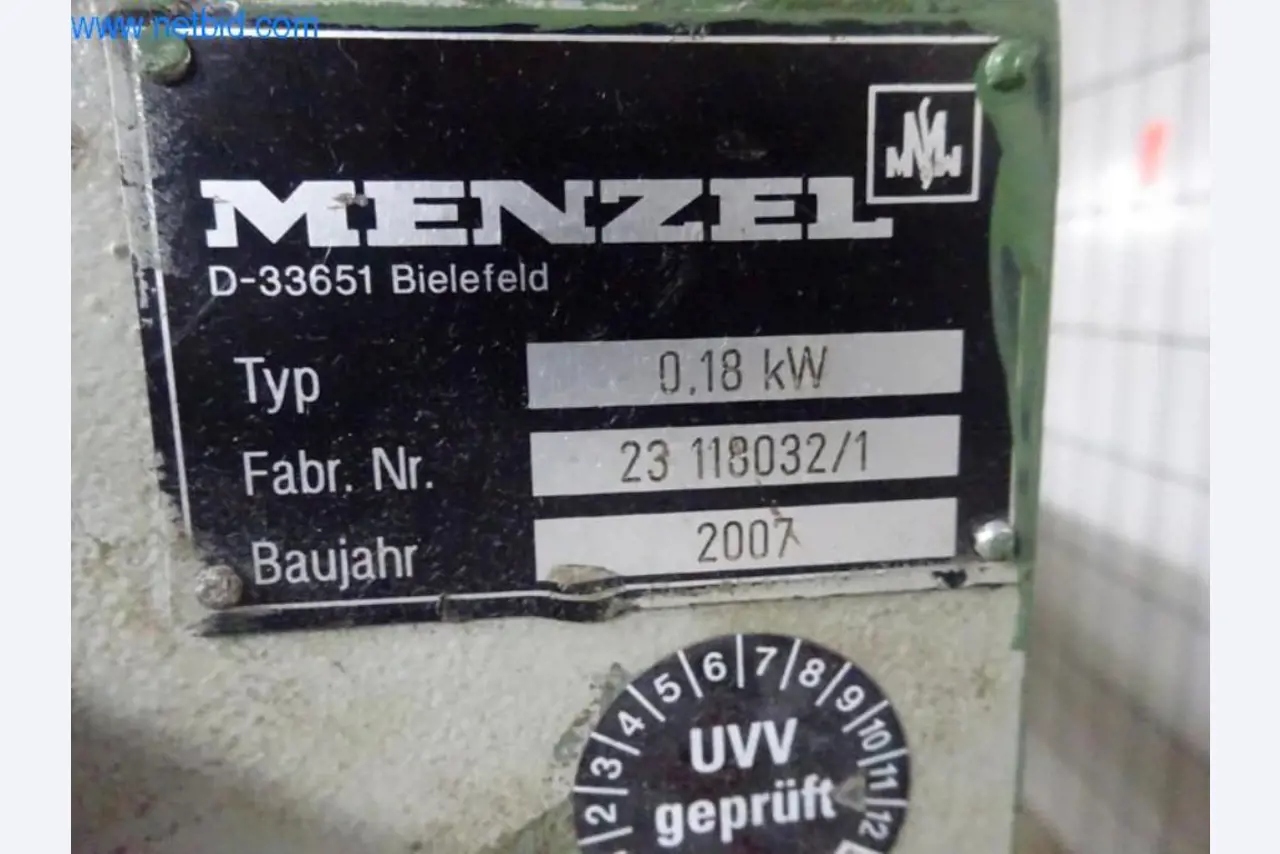 www.netbid.com
MMW
MENZEL
D-33651 Bielefeld
Typ 0,18 kW
Fabr. Nr. 23 118032/1
Baujahr 2007
2 3 4 5 6 7 8 9 10 11 12
UVV
geprüft